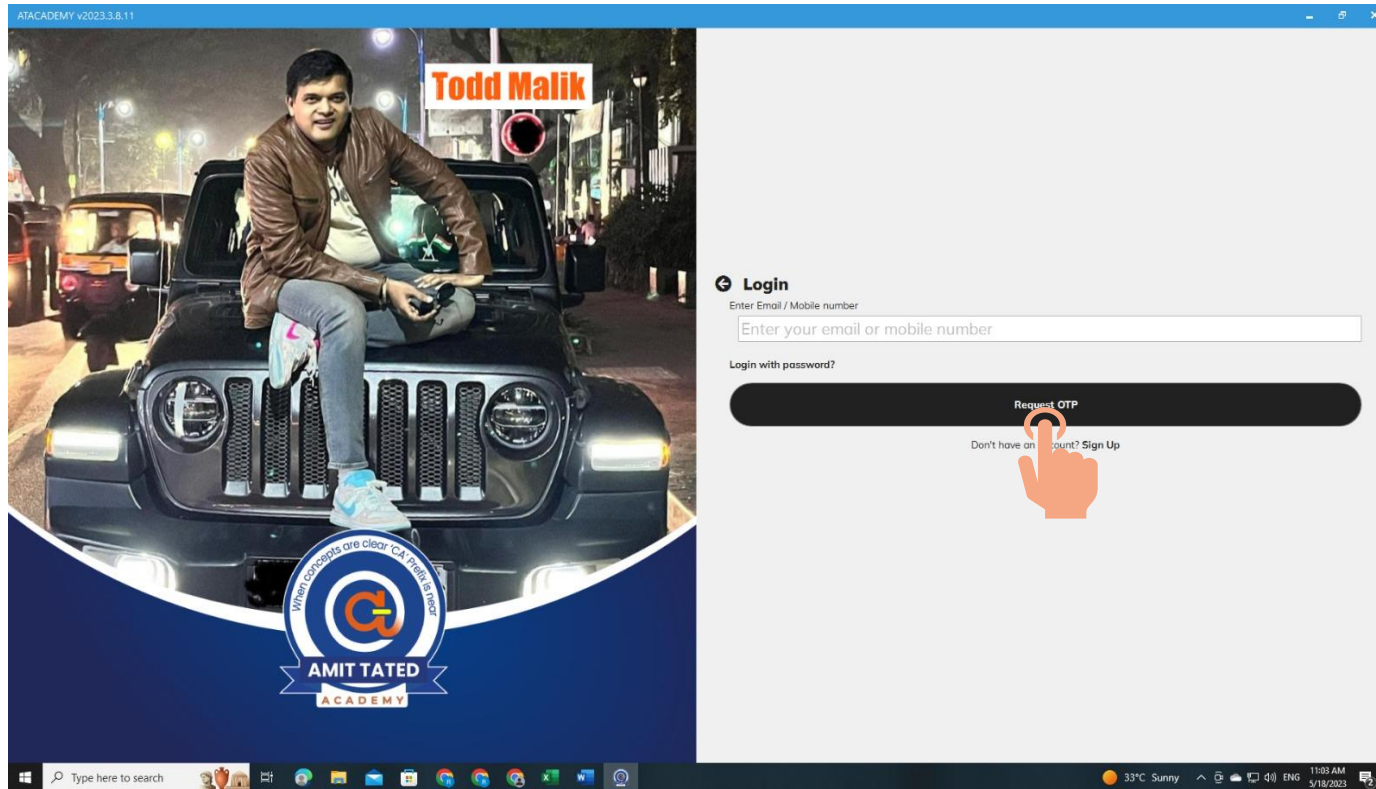 ATACADEMY v2023.3.8.11
Todd Malik
Login
Enter Email / Mobile number
Enter your email or mobile number
Login with password?
Request OTP
Don't have an account? Sign Up
When concepts are clear 'CA' Prefix is near
AMIT TATED
ACADEMY
Type here to search
33°C Sunny
ENG
11:03 AM
5/18/2023
2